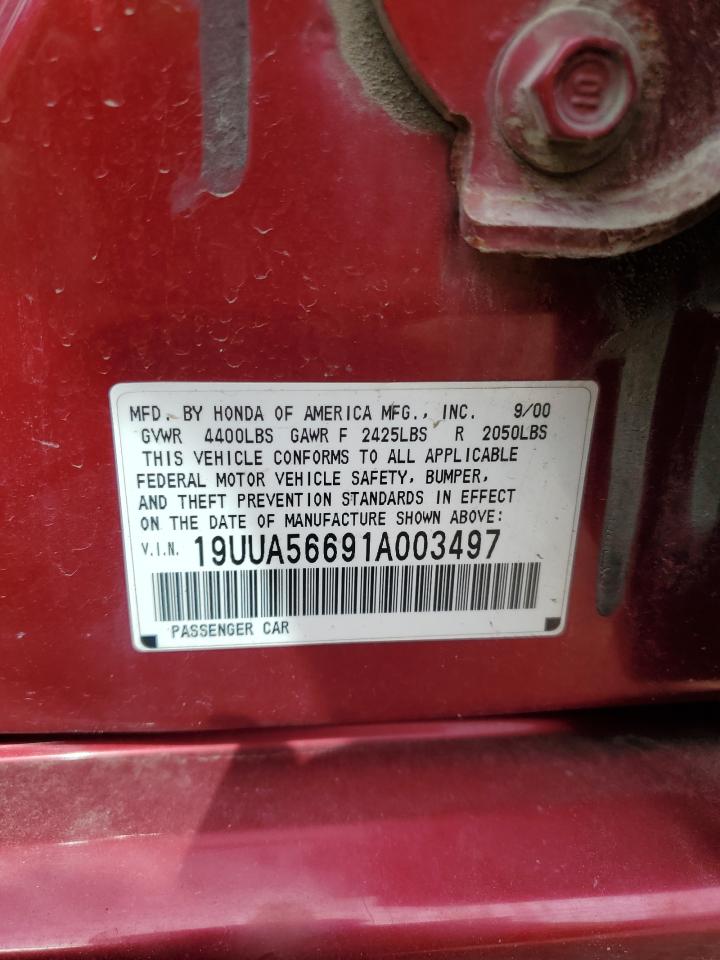 MFD. BY HONDA OF AMERICA MFG., INC. 9/00
GVWR 4400LBS GAWR F 2425LBS R 2050LBS
THIS VEHICLE CONFORMS TO ALL APPLICABLE
FEDERAL MOTOR VEHICLE SAFETY, BUMPER,
AND THEFT PREVENTION STANDARDS IN EFFECT
ON THE DATE OF MANUFACTURE SHOWN ABOVE:
V.I.N. 19UUA56691A003497
PASSENGER CAR